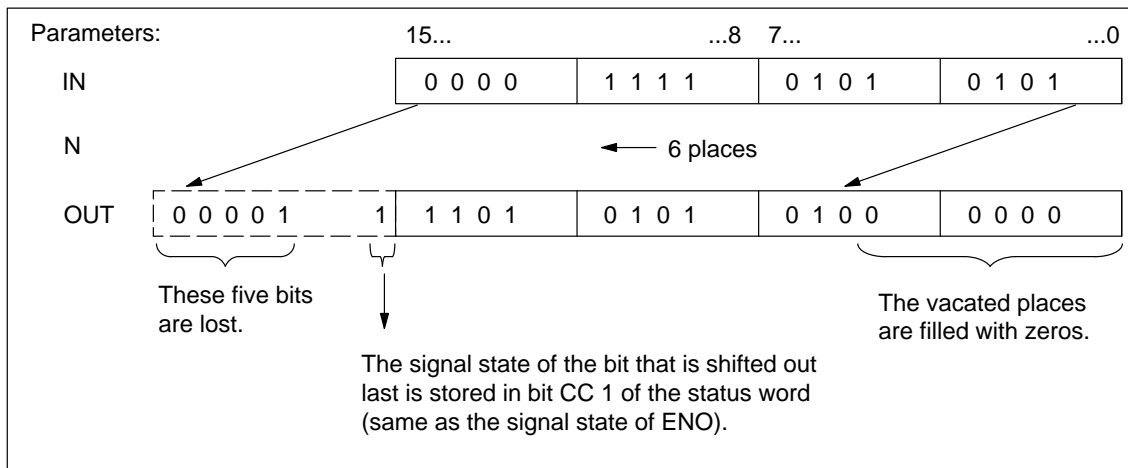 Parameters: 15... ...8 7... ...0
IN 0 0 0 0 1 1 1 1 0 1 0 1 0 1 0 1
N 6 places
OUT 0 0 0 0 1 1 1 1 0 1 0 1 0 1 0 1 0 0 0 0 0 0
These five bits
are lost.
The vacated places
are filled with zeros.
The signal state of the bit that is shifted out
last is stored in bit CC 1 of the status word
(same as the signal state of ENO).